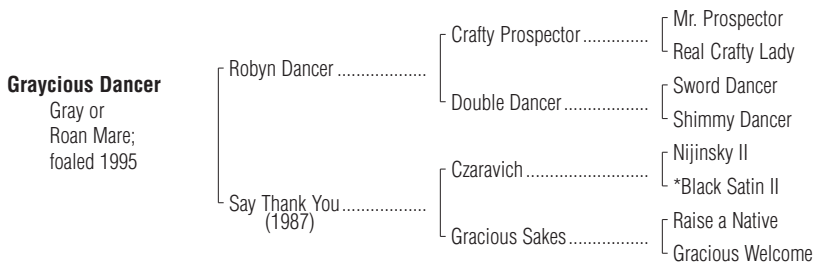 Graycious Dancer
Gray or
Roan Mare;
foaled 1995
Robyn Dancer ....................
Say Thank You ...................
(1987)
Crafty Prospector ...............
Double Dancer ...................
Czaravich ............................
Gracious Sakes ..................
Mr. Prospector
Real Crafty Lady
Sword Dancer
Shimmy Dancer
Nijinsky II
*Black Satin II
Raise a Native
Gracious Welcome